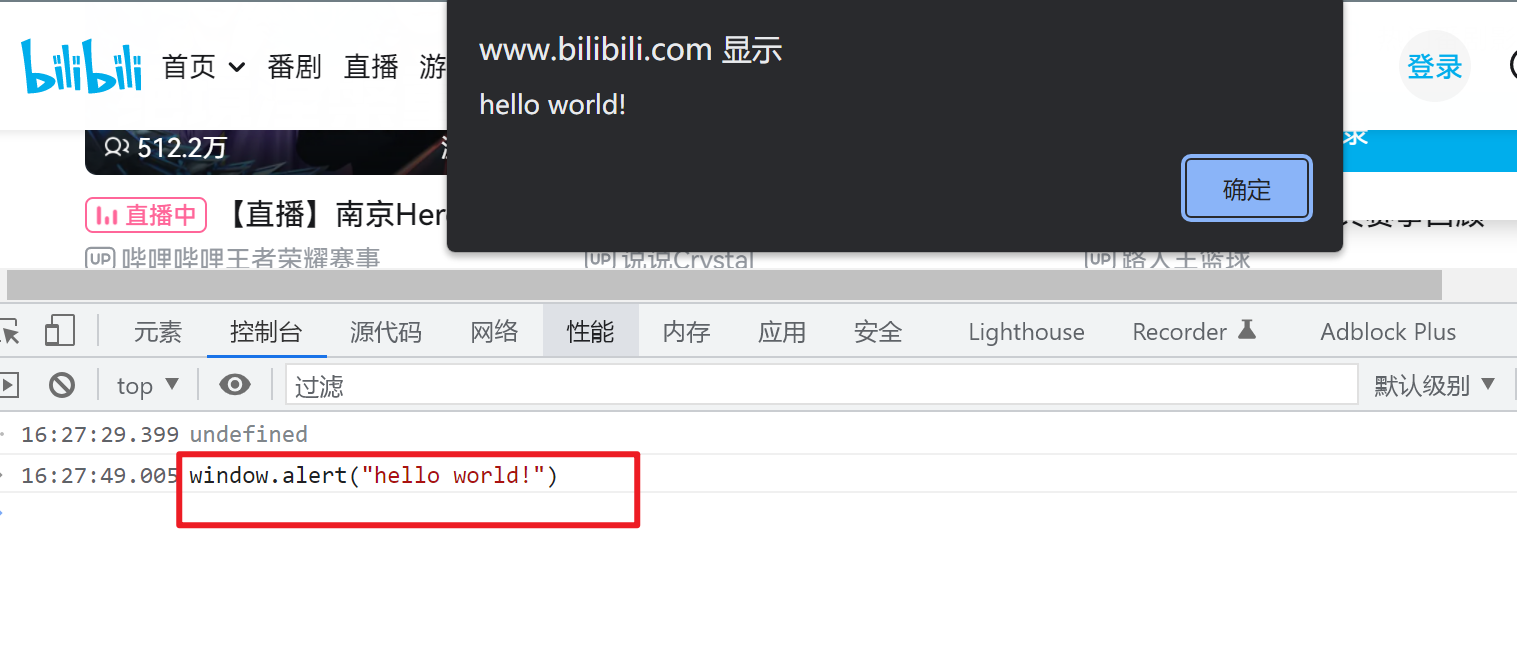 www.bilibili.com 显示
hello world!
确定
bilibili 首页 番剧 直播 游
登录
512.2万
直播中 【直播】南京Her
UP 哔哩哔哩王者荣耀赛事
UP 说说Crystal
UP 路人王篮球
元素 控制台 源代码 网络 性能 内存 应用 安全 Lighthouse Recorder Adblock Plus
top 过滤 默认级别
16:27:29.399 undefined
16:27:49.005 window.alert("hello world!")